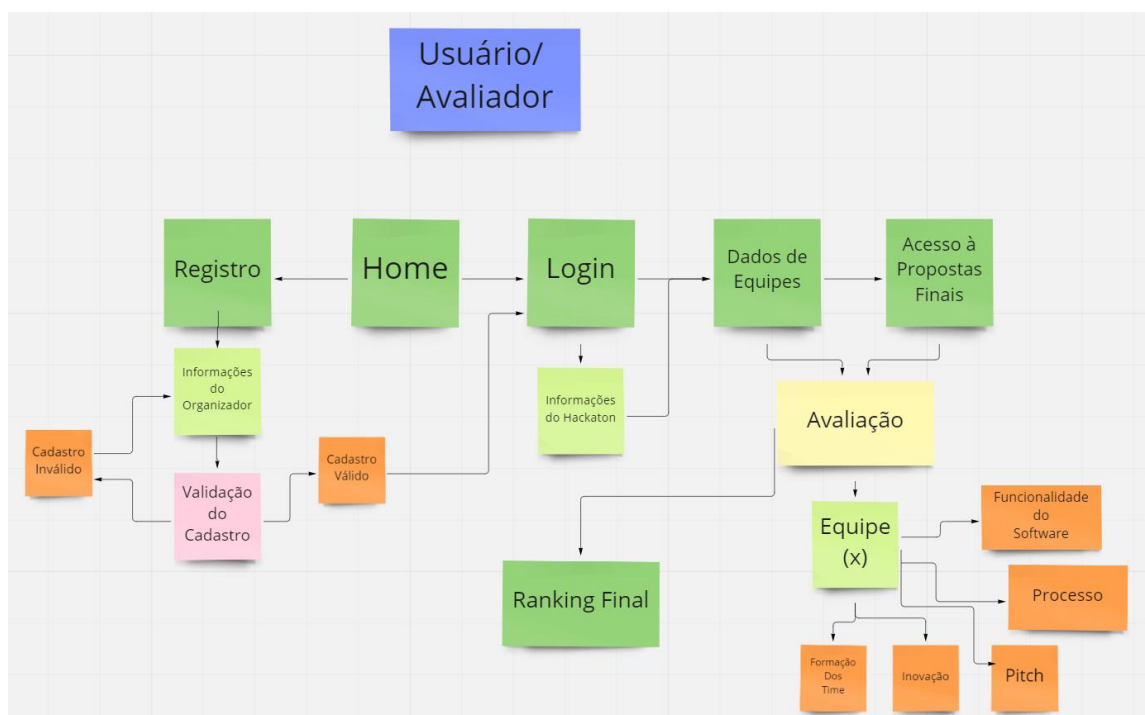 Usuário/
Avaliador
Registro
Home
Login
Dados de
Equipes
Acesso à
Propostas
Finais
Informações
do
Organizador
Informações
do Hackaton
Avaliação
Cadastro
Inválido
Cadastro
Válido
Validação
do
Cadastro
Equipe
(x)
Funcionalidade
do
Software
Ranking Final
Processo
Formação
Dos
Time
Inovação
Pitch